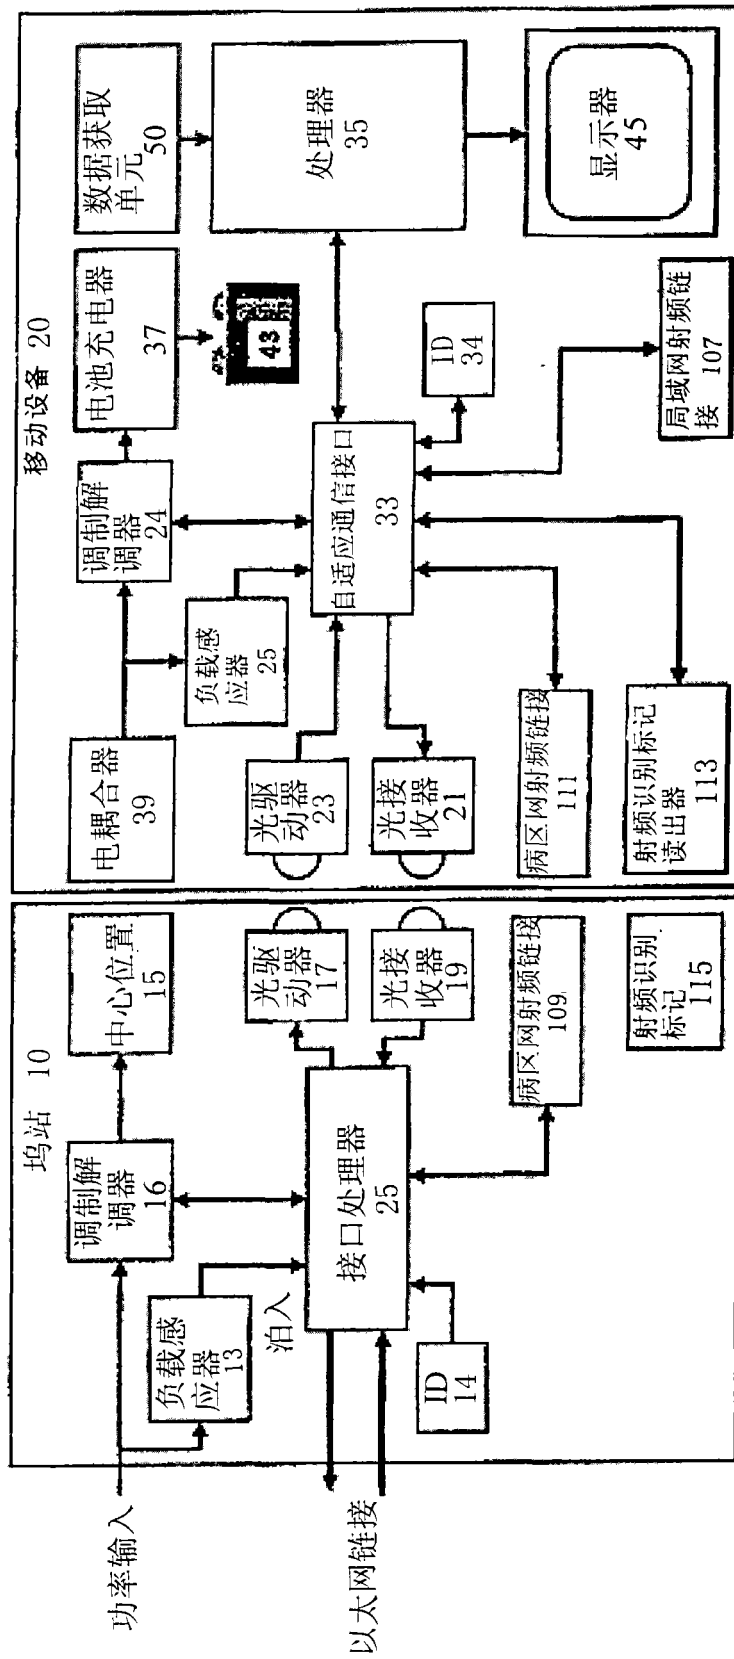 功率输入
以太网链接
坞站 10
负载感
应器
13
调制解
调器
16
中心位置
15
泊入
接口处理器
25
ID
14
光驱
动器
17
光接
收器
19
病区网射频链接
109
射频识别
标记
115
移动设备 20
电耦合器
39
负载感
应器
25
调制解
调器
24
电池充电器
37
43
数据获取
单元
50
光驱
动器
23
光接
收器
21
自适应通信接口
33
处理器
35
ID
34
显示器
45
病区网射频链接
111
射频识别标记
读出器
113
局域网射频链
接 107